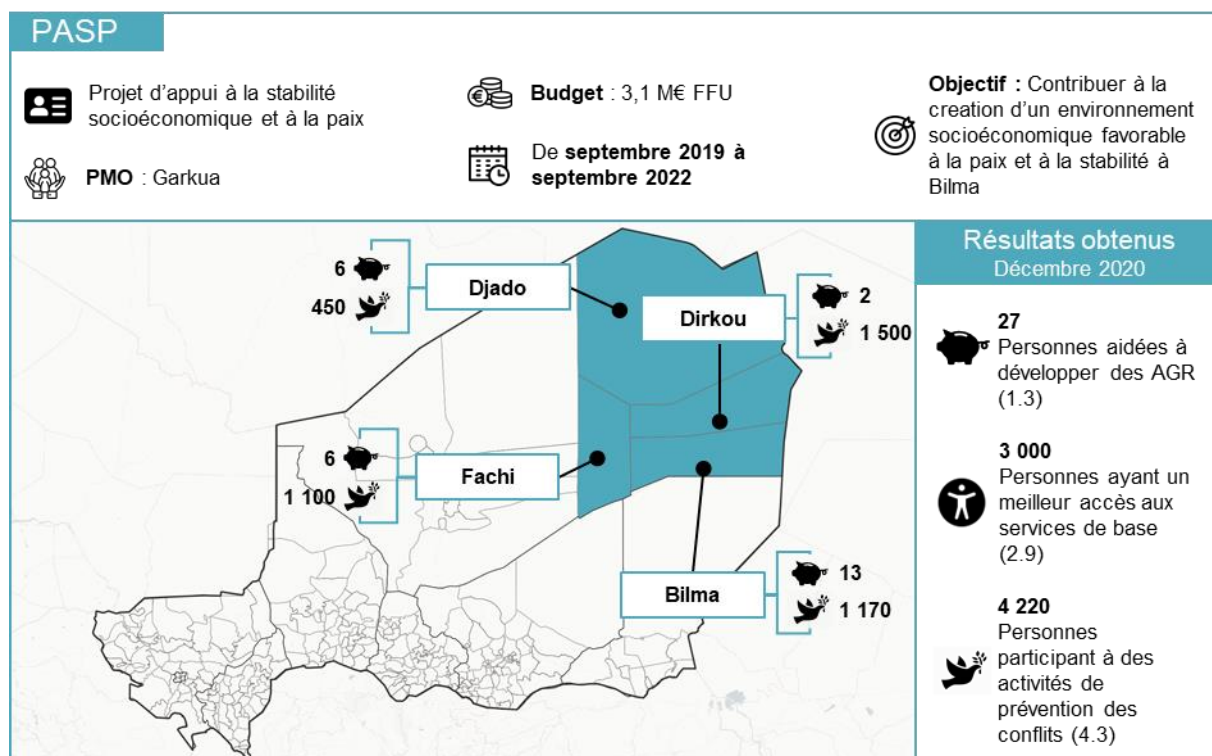 PASP
Projet d'appui à la stabilité
socioéconomique et à la paix
PMO : Garkua
Budget : 3,1 M€ FFU
De septembre 2019 à
septembre 2022
Objectif : Contribuer à la
creation d'un environnement
socioéconomique favorable
à la paix et à la stabilité à
Bilma
6
450
Djado
Dirkou
2
1 500
6
1 100
Fachi
Bilma
13
1 170
Résultats obtenus
Décembre 2020
27
Personnes aidées à
développer des AGR
(1.3)
3 000
Personnes ayant un
meilleur accès aux
services de base
(2.9)
4 220
Personnes
participant à des
activités de
prévention des
conflits (4.3)